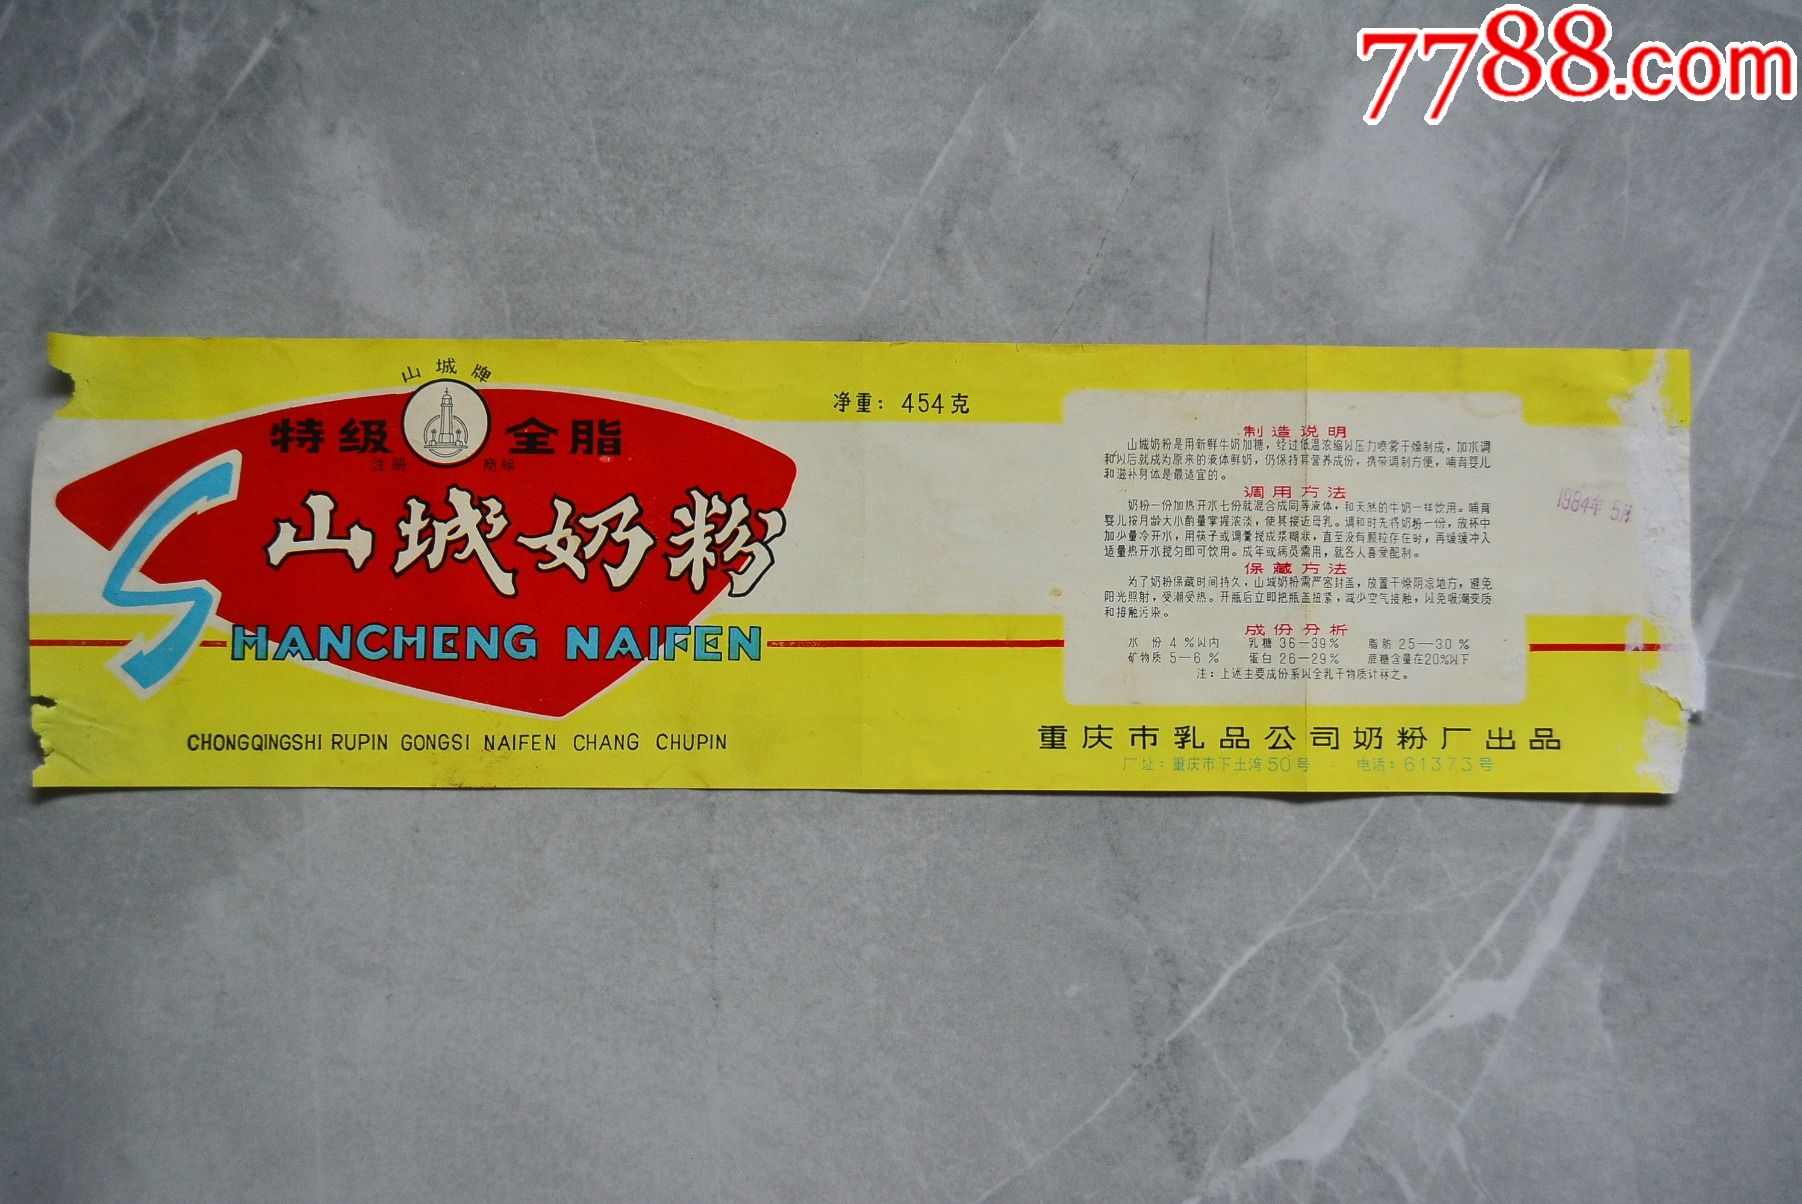 7788.com
山城牌
特级 全脂
注册 商标
山城奶粉
SHANCHENG NAIFEN
CHONGQINGSHI RUPIN GONGSI NAIFEN CHANG CHUPIN
净重：454克
制造说明
山城奶粉是用新鲜牛奶加糖，经过低温浓缩以压力喷雾干燥制成，加水调
和以后就成为原来的液体鲜奶，仍保持其营养成份，携带调制方便，哺育婴儿
和滋补身体是最适宜的。
调用方法
奶粉一份加热开水七份就混合成同等液体，和天然的牛奶一样饮用。哺育
婴儿按月龄大小酌量掌握浓淡，使其接近母乳。调和时先将奶粉一份，放杯中
加少量冷开水，用筷子或调羹搅成浆糊状，直至没有颗粒存在时，再缓缓冲入
适量热开水搅匀即可饮用。成年或病员需用，就各人喜爱配制。
保藏方法
为了奶粉保藏时间持久，山城奶粉需严密封盖，放置干燥阴凉地方，避免
阳光照射，受潮受热。开瓶后立即把瓶盖扭紧，减少空气接触，以免吸潮变质
和接触污染。
成份分析
水份4%以内 乳糖36—39% 脂肪25—30%
矿物质5—6% 蛋白26—29% 蔗糖含量在20%以下
注：上述主要成份系以全乳干物质计称之。
1984年5月
重庆市乳品公司奶粉厂出品
厂址：重庆市下土湾50号 电话：61373号